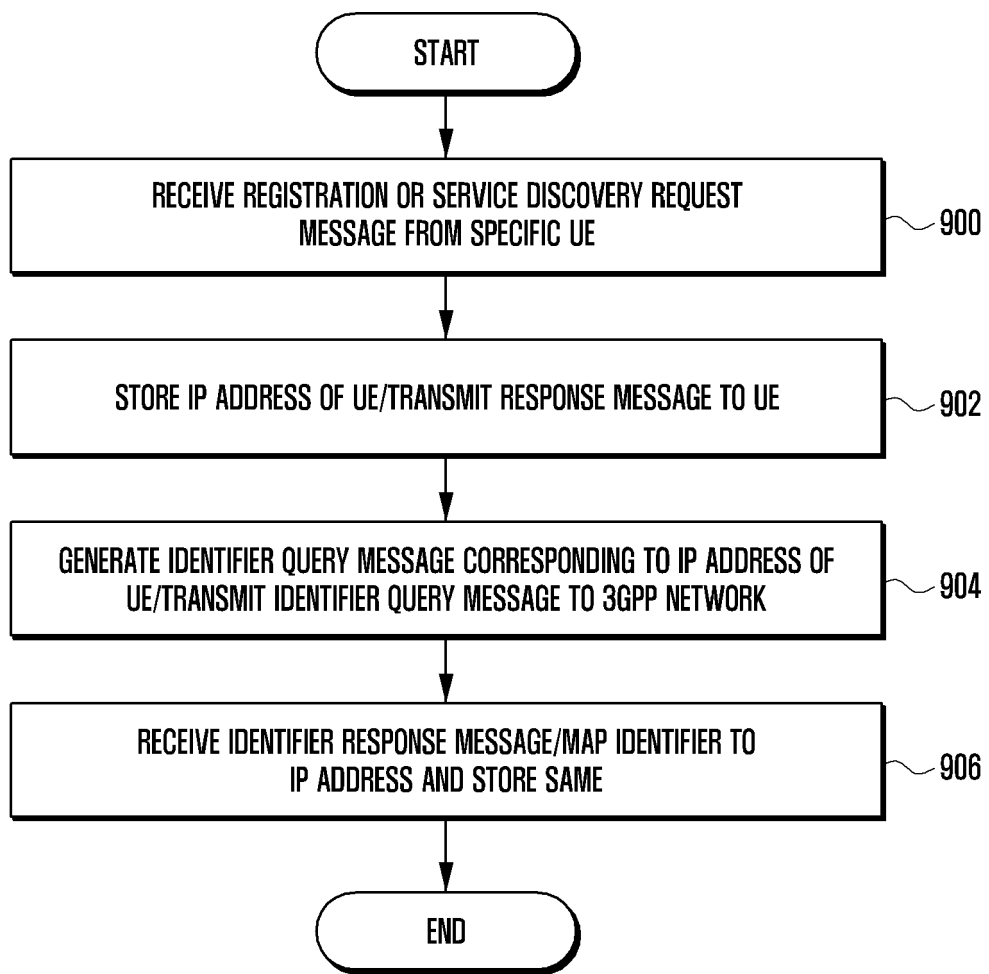 START
RECEIVE REGISTRATION OR SERVICE DISCOVERY REQUEST
MESSAGE FROM SPECIFIC UE
900
STORE IP ADDRESS OF UE/TRANSMIT RESPONSE MESSAGE TO UE
902
GENERATE IDENTIFIER QUERY MESSAGE CORRESPONDING TO IP ADDRESS OF
UE/TRANSMIT IDENTIFIER QUERY MESSAGE TO 3GPP NETWORK
904
RECEIVE IDENTIFIER RESPONSE MESSAGE/MAP IDENTIFIER TO
IP ADDRESS AND STORE SAME
906
END